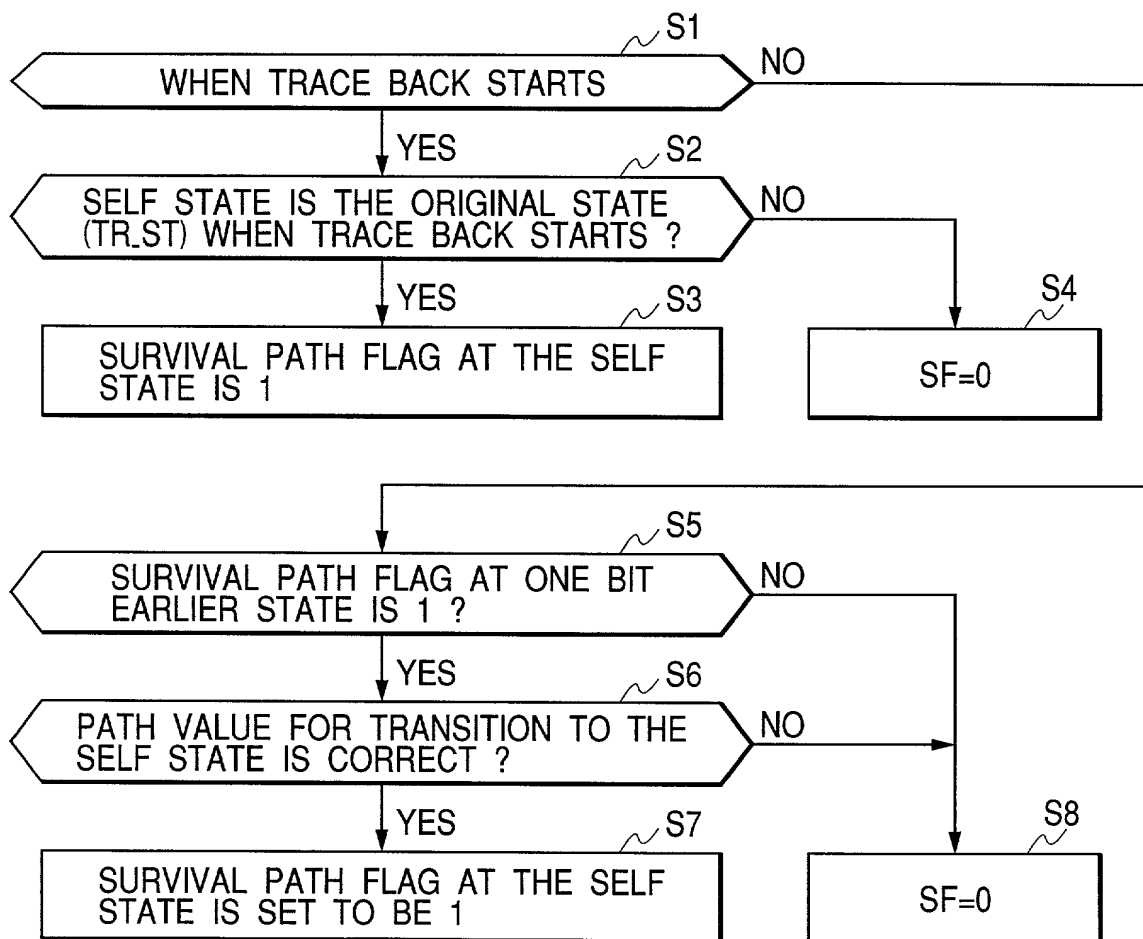 S1
WHEN TRACE BACK STARTS
NO
YES
S2
SELF STATE IS THE ORIGINAL STATE
(TR_ST) WHEN TRACE BACK STARTS ?
NO
YES
S3
SURVIVAL PATH FLAG AT THE SELF
STATE IS 1
S4
SF=0
S5
SURVIVAL PATH FLAG AT ONE BIT
EARLIER STATE IS 1 ?
NO
YES
S6
PATH VALUE FOR TRANSITION TO THE
SELF STATE IS CORRECT ?
NO
YES
S7
SURVIVAL PATH FLAG AT THE SELF
STATE IS SET TO BE 1
S8
SF=0